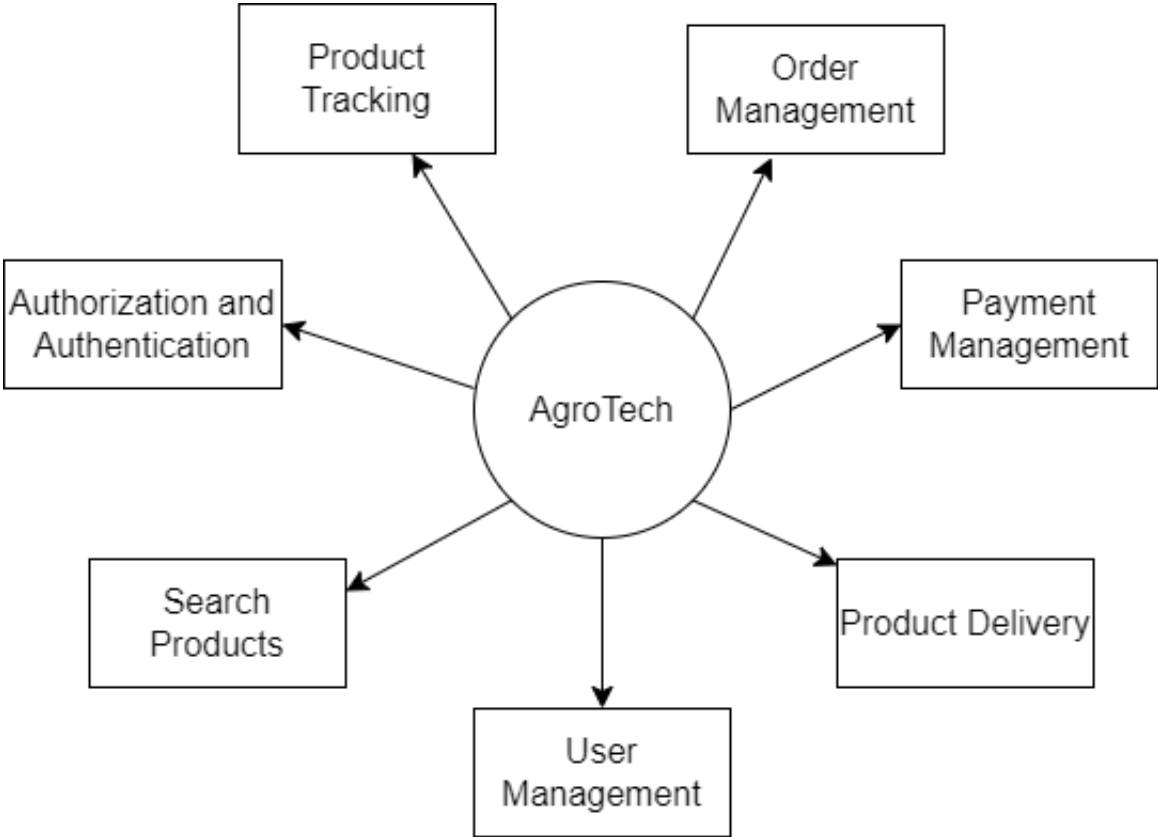 Product
Tracking
Order
Management
Authorization and
Authentication
Payment
Management
AgroTech
Search
Products
Product Delivery
User
Management